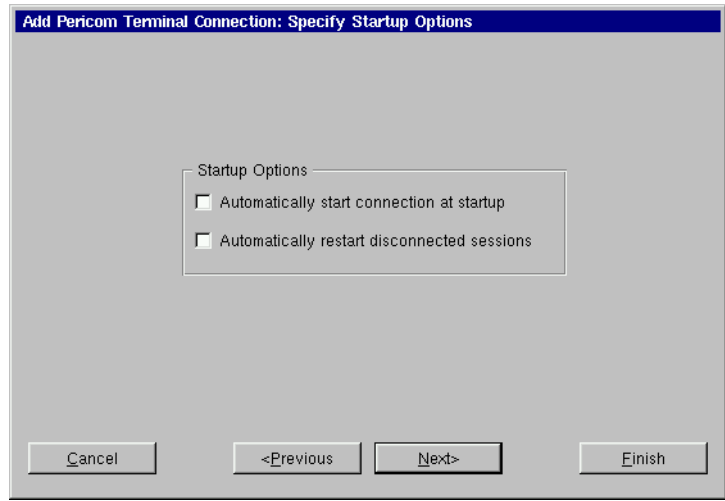 Add Pericom Terminal Connection: Specify Startup Options
Startup Options
Automatically start connection at startup
Automatically restart disconnected sessions
Cancel
<Previous
Next>
Finish